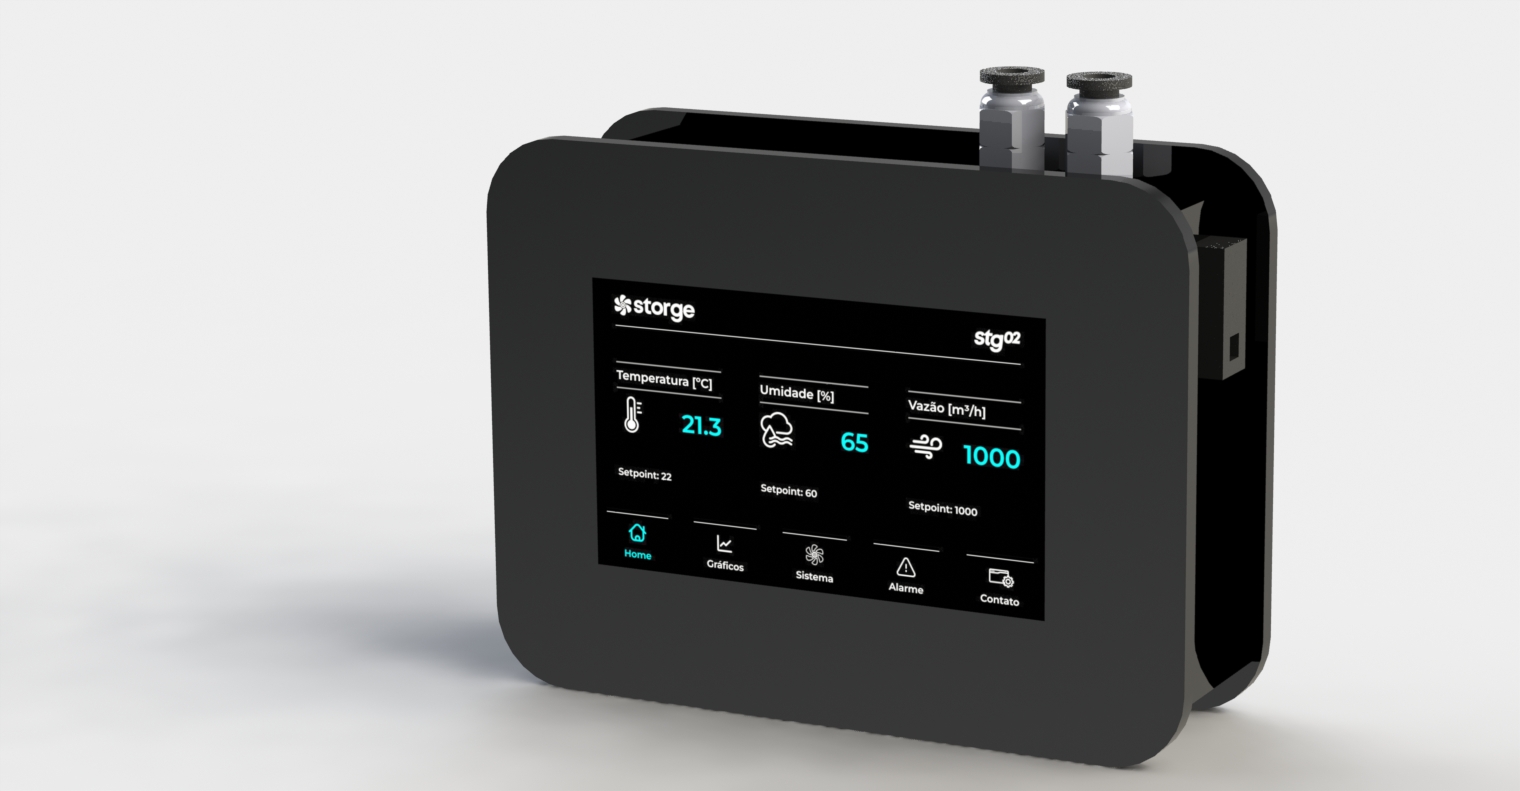 storge
stg02
Temperatura [°C]
Umidade [%]
Vazão [m³/h]
21.3
65
1000
Setpoint: 22
Setpoint: 60
Setpoint: 1000
Home
Gráficos
Sistema
Alarme
Contato